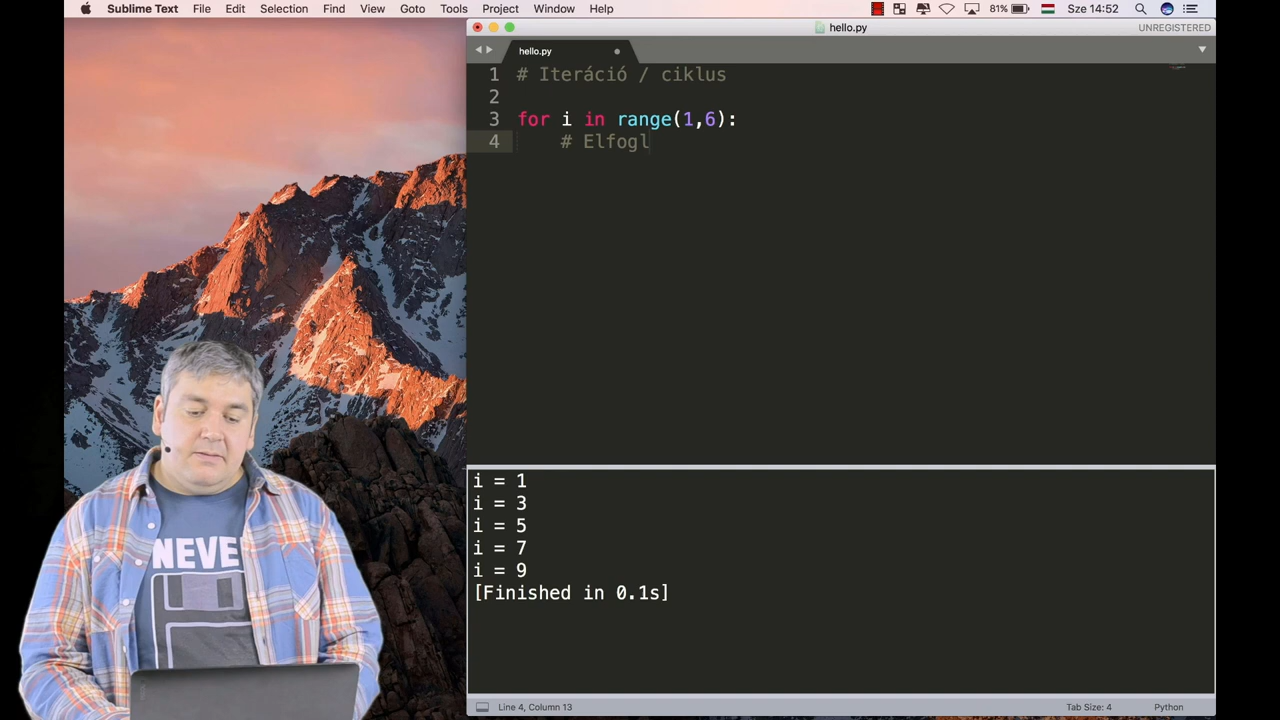 Sublime Text File Edit Selection Find View Goto Tools Project Window Help 81% Sze 14:52
hello.py UNREGISTERED
hello.py
1 # Iteráció / ciklus
2
3 for i in range(1,6):
4 # Elfogl
i = 1
i = 3
i = 5
i = 7
i = 9
[Finished in 0.1s]
NEVE
Line 4, Column 13 Tab Size: 4 Python